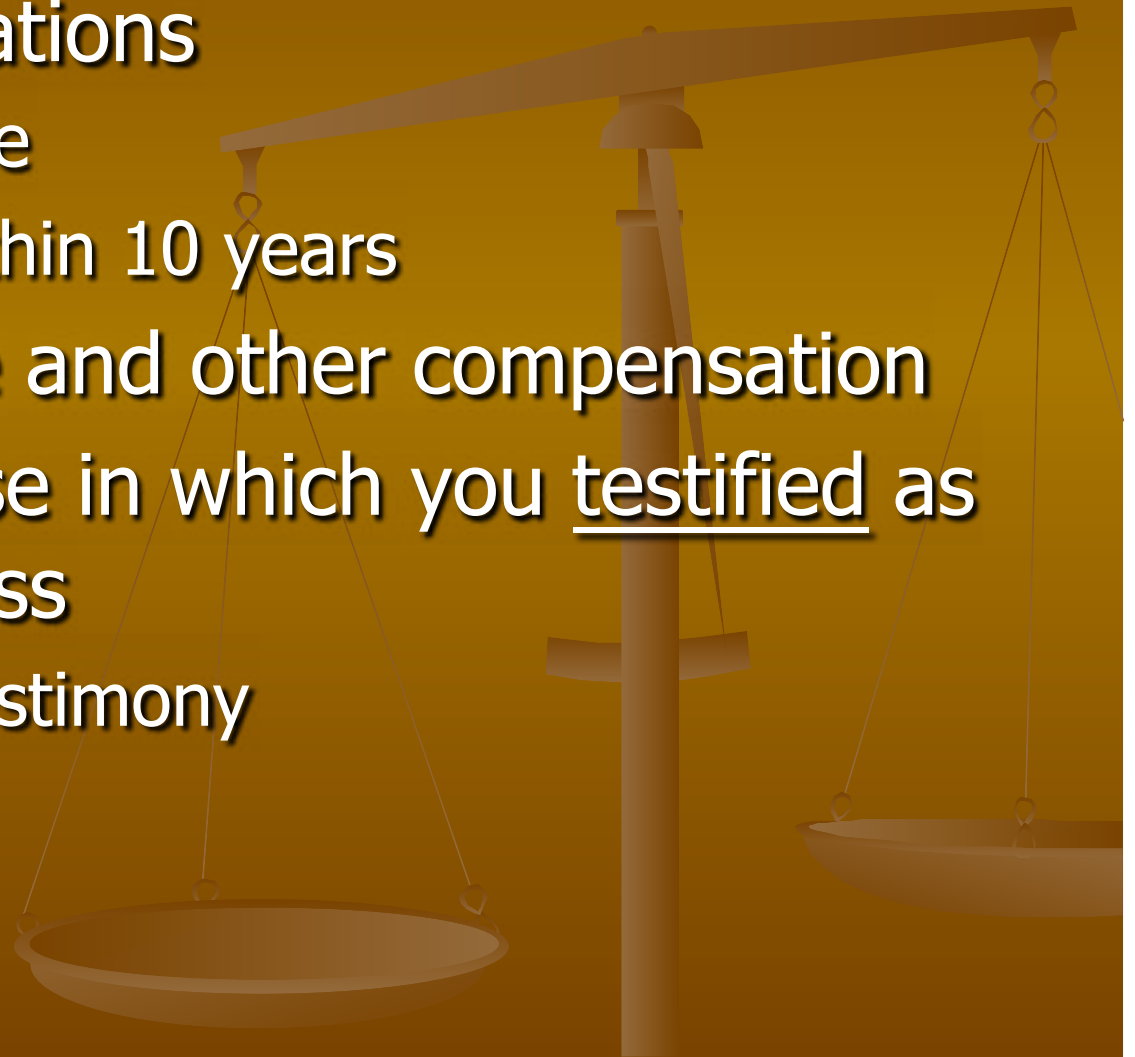 ations
e
hin 10 years
e and other compensation
se in which you testified as
ss
stimony